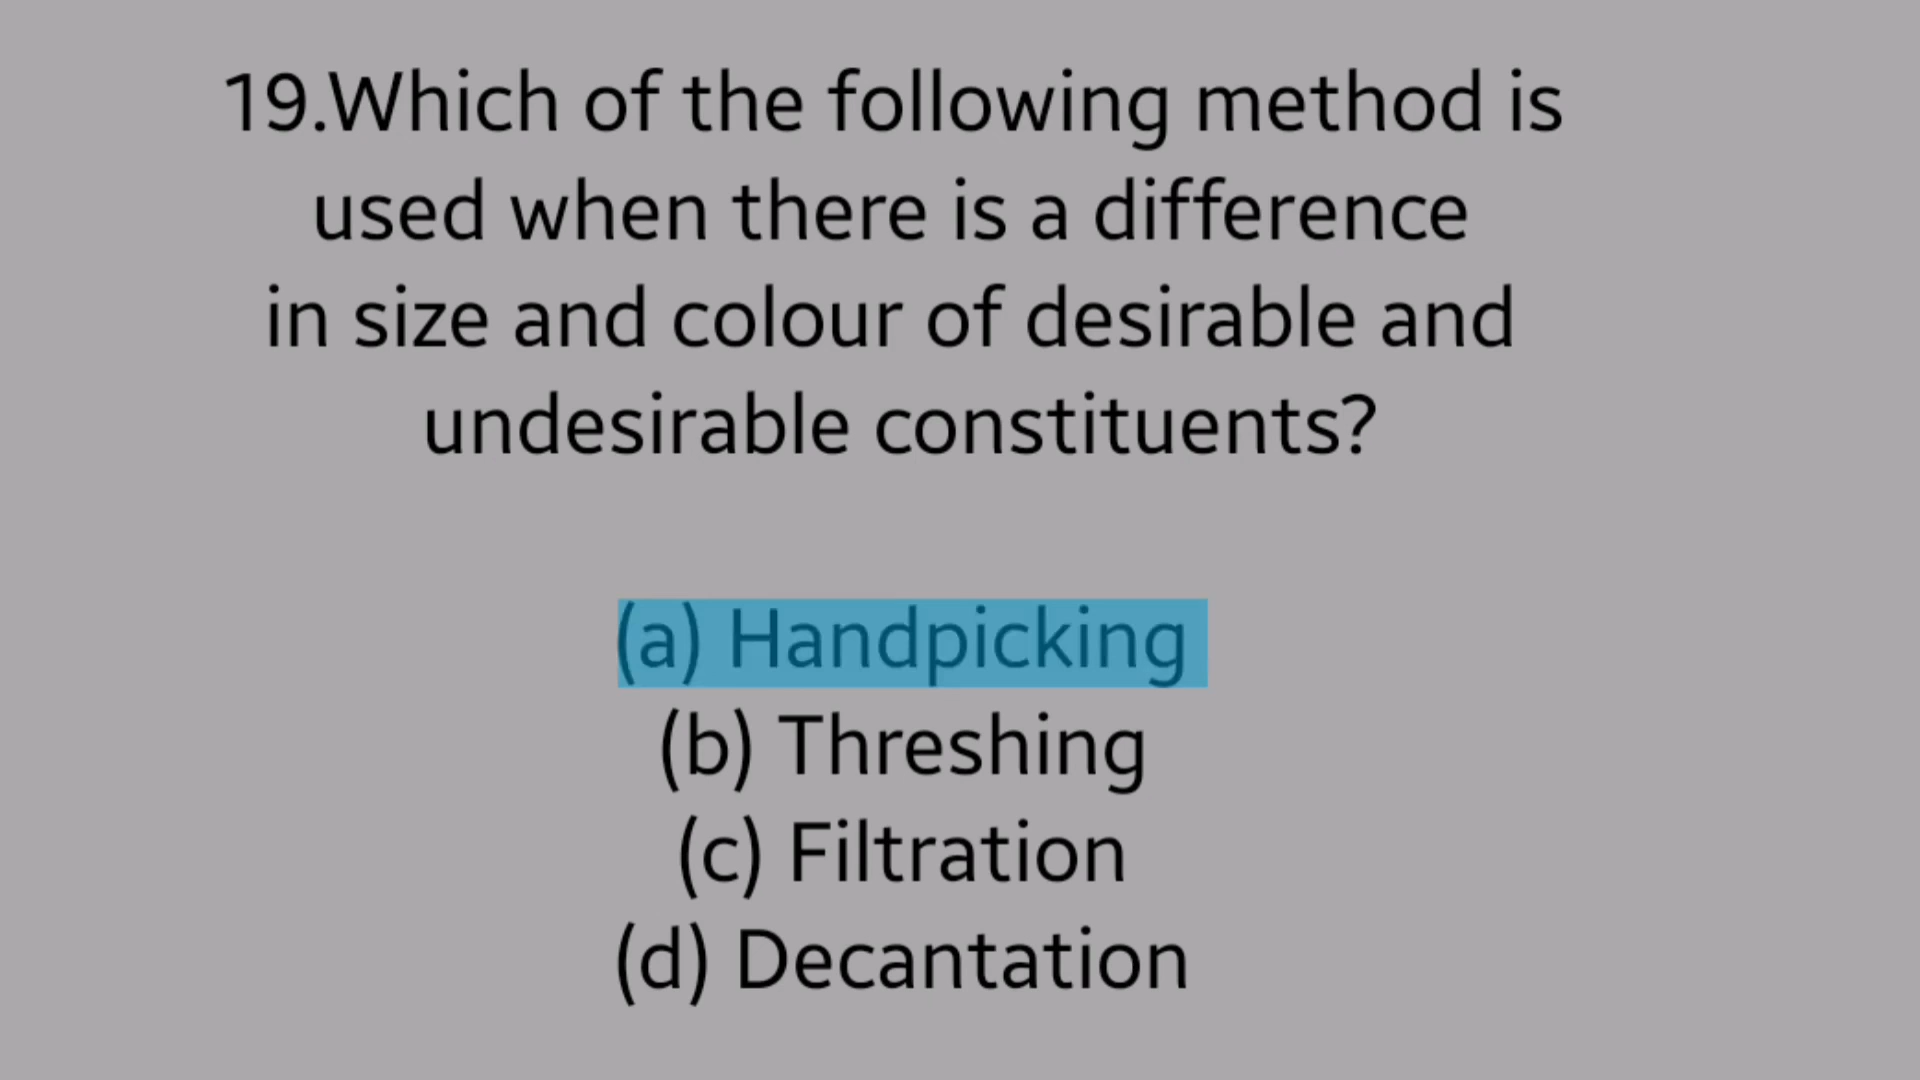 19.Which of the following method is
used when there is a difference
in size and colour of desirable and
undesirable constituents?
(a) Handpicking
(b) Threshing
(c) Filtration
(d) Decantation